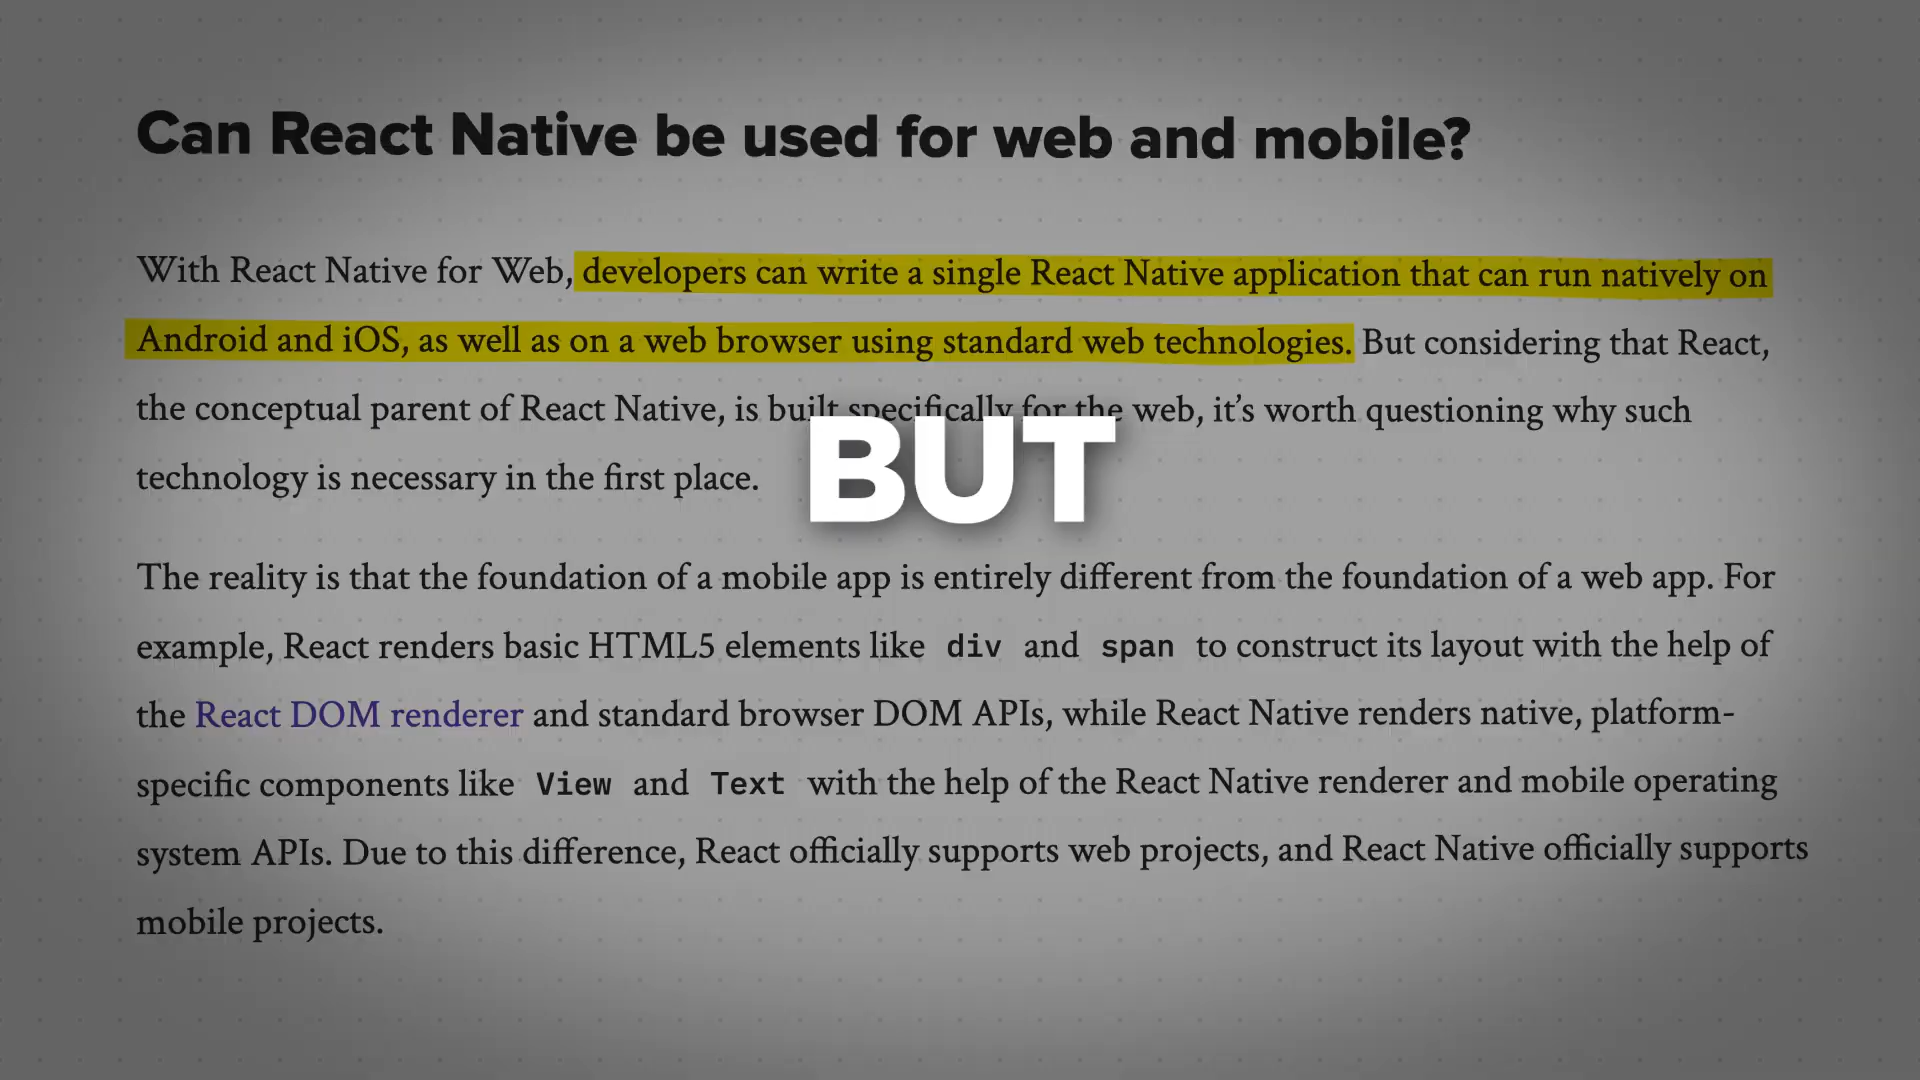 Can React Native be used for web and mobile?
With React Native for Web, developers can write a single React Native application that can run natively on
Android and iOS, as well as on a web browser using standard web technologies. But considering that React,
the conceptual parent of React Native, is built specifically for the web, it’s worth questioning why such
technology is necessary in the first place.
BUT
The reality is that the foundation of a mobile app is entirely different from the foundation of a web app. For
example, React renders basic HTML5 elements like div and span to construct its layout with the help of
the React DOM renderer and standard browser DOM APIs, while React Native renders native, platform-
specific components like View and Text with the help of the React Native renderer and mobile operating
system APIs. Due to this difference, React officially supports web projects, and React Native officially supports
mobile projects.